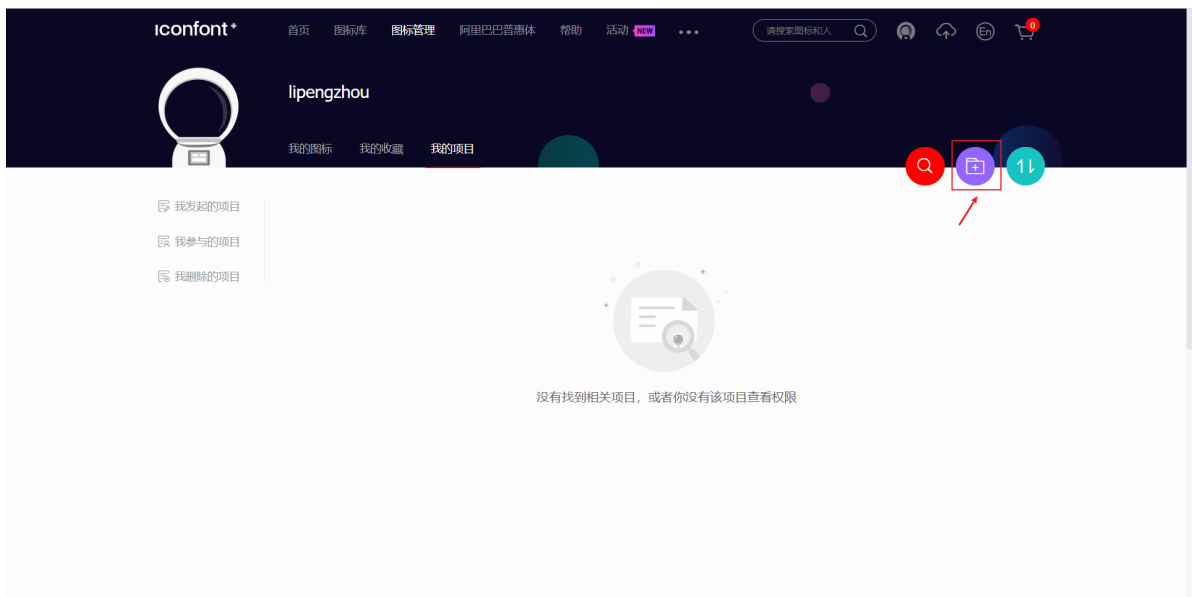 ıconfont+
首页 图标库 图标管理 阿里巴巴普惠体 帮助 活动 NEW •••
请搜索图标和人
En
0
lipengzhou
我的图标 我的收藏 我的项目
我发起的项目
我参与的项目
我删除的项目
没有找到相关项目，或者你没有该项目查看权限